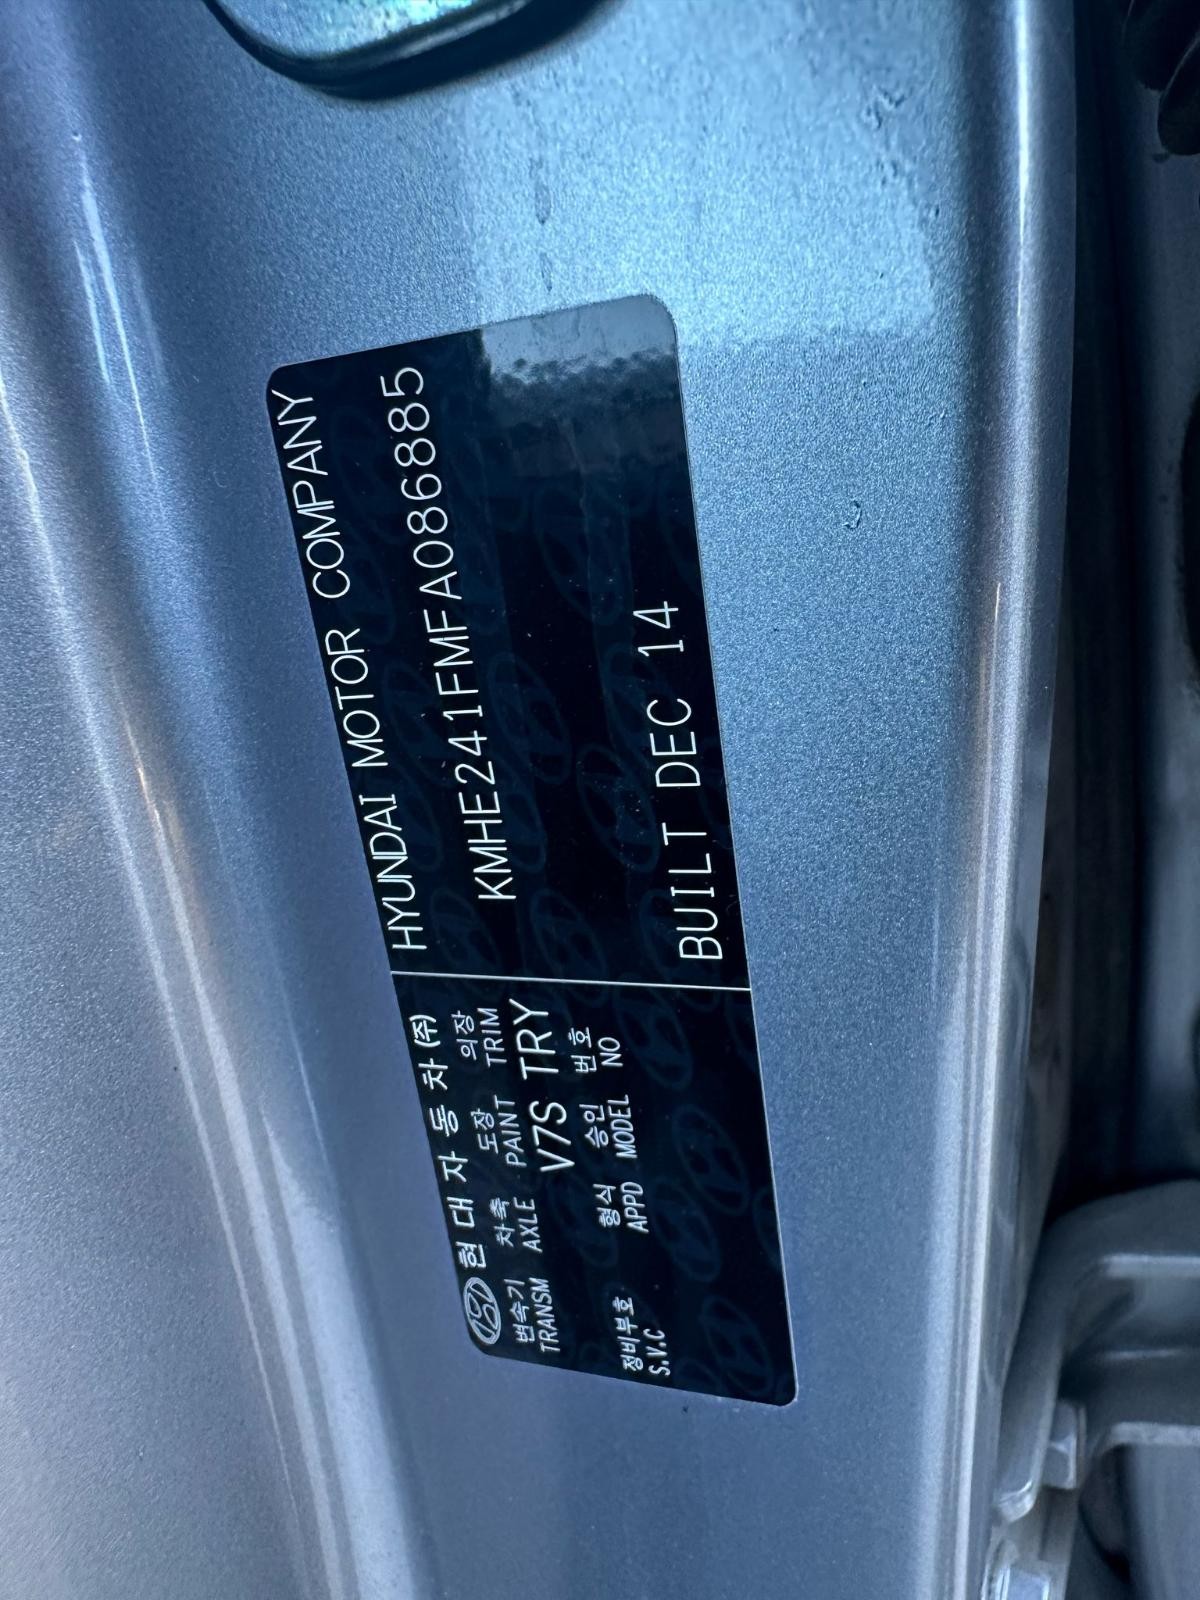 현대자동차(주)
변속기 차축 도장 의장
TRANSM AXLE PAINT TRIM
V7S TRY
정비부호 형식 승인 번호
S.V.C APPD MODEL NO
HYUNDAI MOTOR COMPANY
KMHE241FMFA086885
BUILT DEC 14